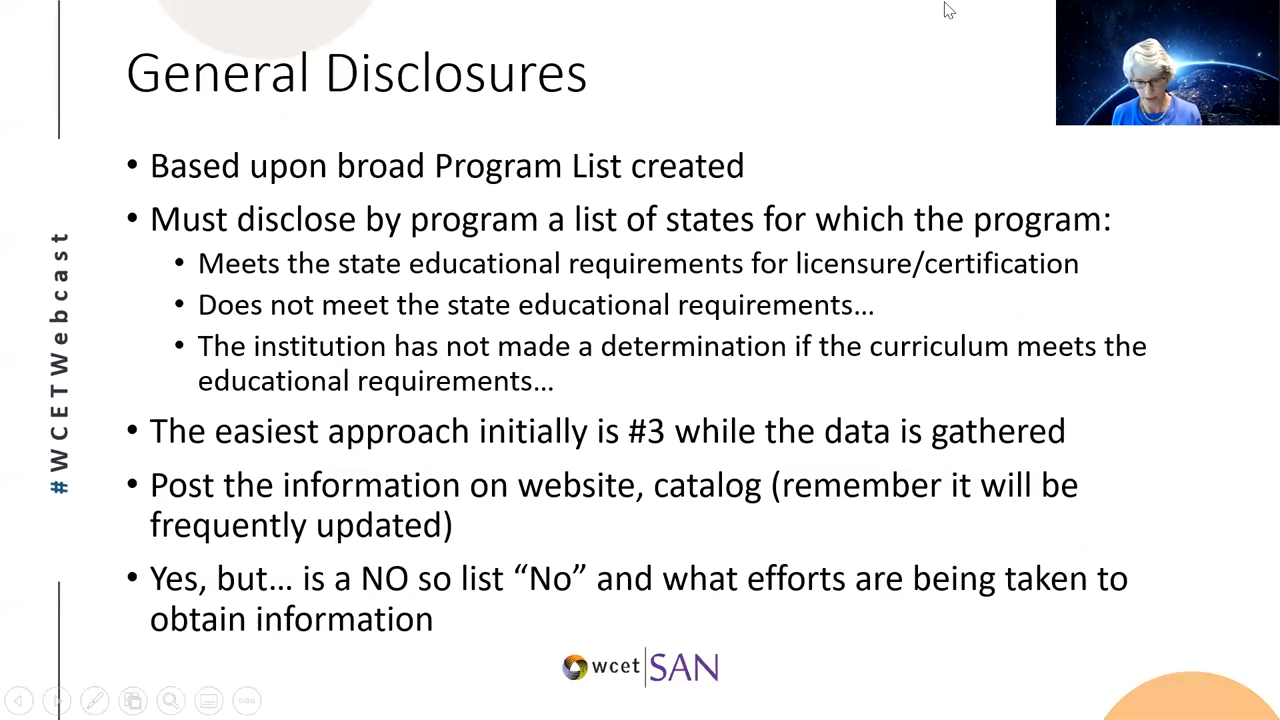 General Disclosures
• Based upon broad Program List created
• Must disclose by program a list of states for which the program:
• Meets the state educational requirements for licensure/certification
• Does not meet the state educational requirements…
• The institution has not made a determination if the curriculum meets the
educational requirements…
• The easiest approach initially is #3 while the data is gathered
• Post the information on website, catalog (remember it will be
frequently updated)
• Yes, but… is a NO so list “No” and what efforts are being taken to
obtain information
#WCETWebcast
wcet SAN